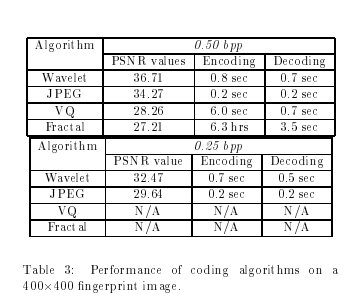 Algorithm 0.50 bpp
PSNR values Encoding Decoding
Wavelet 36.71 0.8 sec 0.7 sec
JPEG 34.27 0.2 sec 0.2 sec
VQ 28.26 6.0 sec 0.7 sec
Fractal 27.21 6.3 hrs 3.5 sec
Algorithm 0.25 bpp
PSNR value Encoding Decoding
Wavelet 32.47 0.7 sec 0.5 sec
JPEG 29.64 0.2 sec 0.2 sec
VQ N/A N/A N/A
Fractal N/A N/A N/A
Table 3: Performance of coding algorithms on a
400×400 fingerprint image.